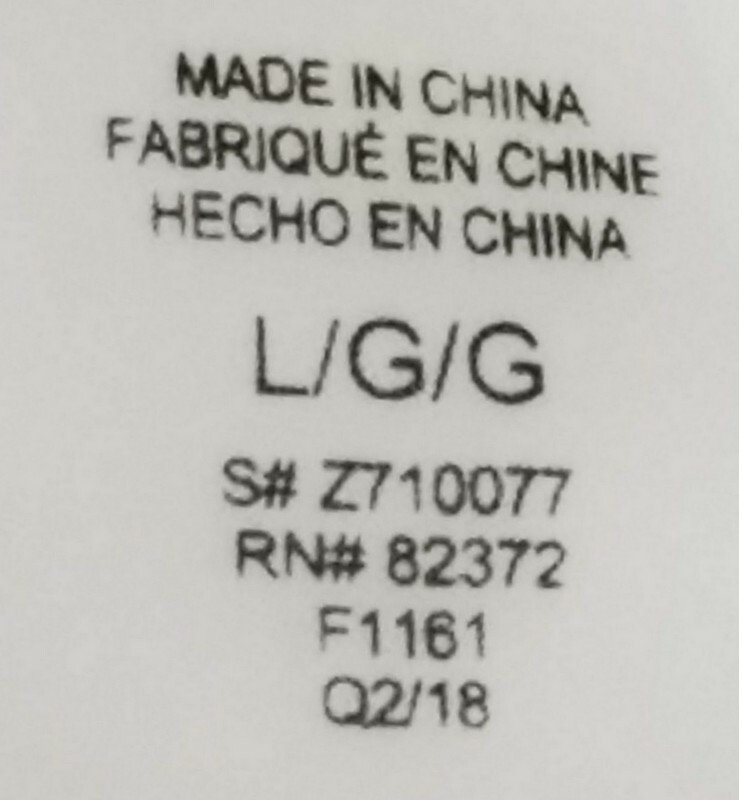 MADE IN CHINA
FABRIQUÉ EN CHINE
HECHO EN CHINA
L/G/G
S# Z710077
RN# 82372
F1161
Q2/18